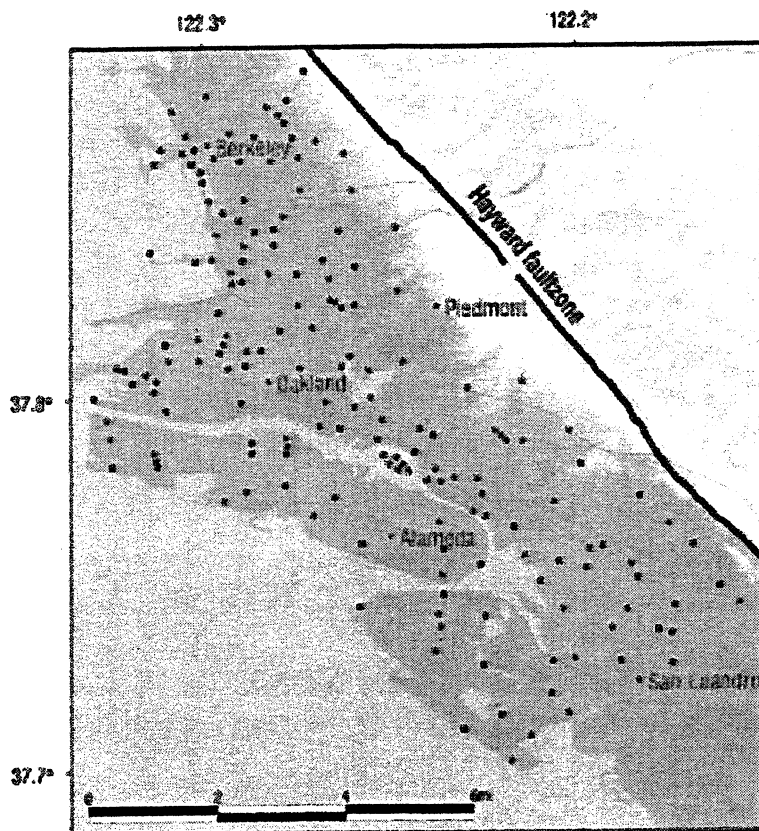 122.3°
122.2°
Berkeley
Hayward faultzone
Piedmont
Oakland
37.8°
Alameda
San Leandro
37.7°
0 2 4 6mi